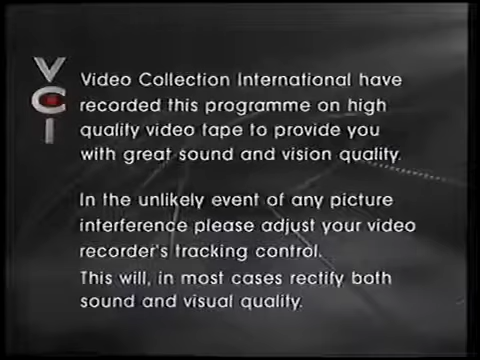 VCI
Video Collection International have
recorded this programme on high
quality video tape to provide you
with great sound and vision quality.
In the unlikely event of any picture
interference please adjust your video
recorder's tracking control.
This will, in most cases rectify both
sound and visual quality.